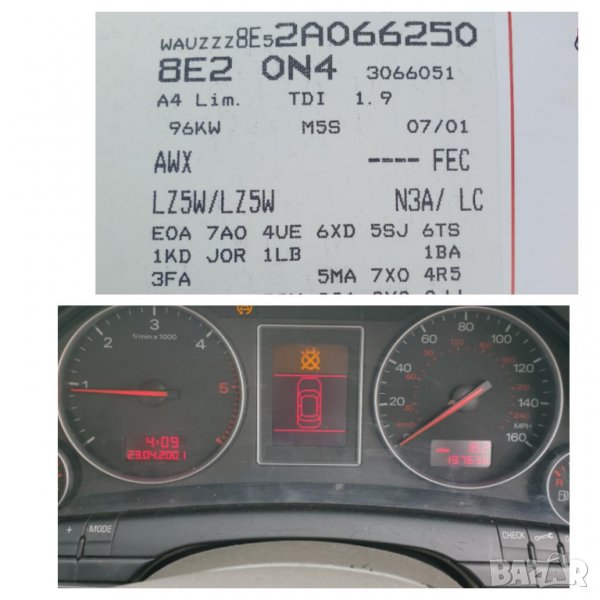 WAUZZZ8E52A066250
8E2 0N4 3066051
A4 Lim. TDI 1.9
96KW M5S 07/01
AWX ---- FEC
LZ5W/LZ5W N3A/ LC
E0A 7A0 4UE 6XD 5SJ 6TS
1KD J0R 1LB 1BA
3FA 5MA 7X0 4R5
1 2 3 4 5
1/min x 1000
4:09
23.04.2001
20 40 60 80 100 120 140 160
km/h
MPH
+ MODE
CHECK
BAZAR